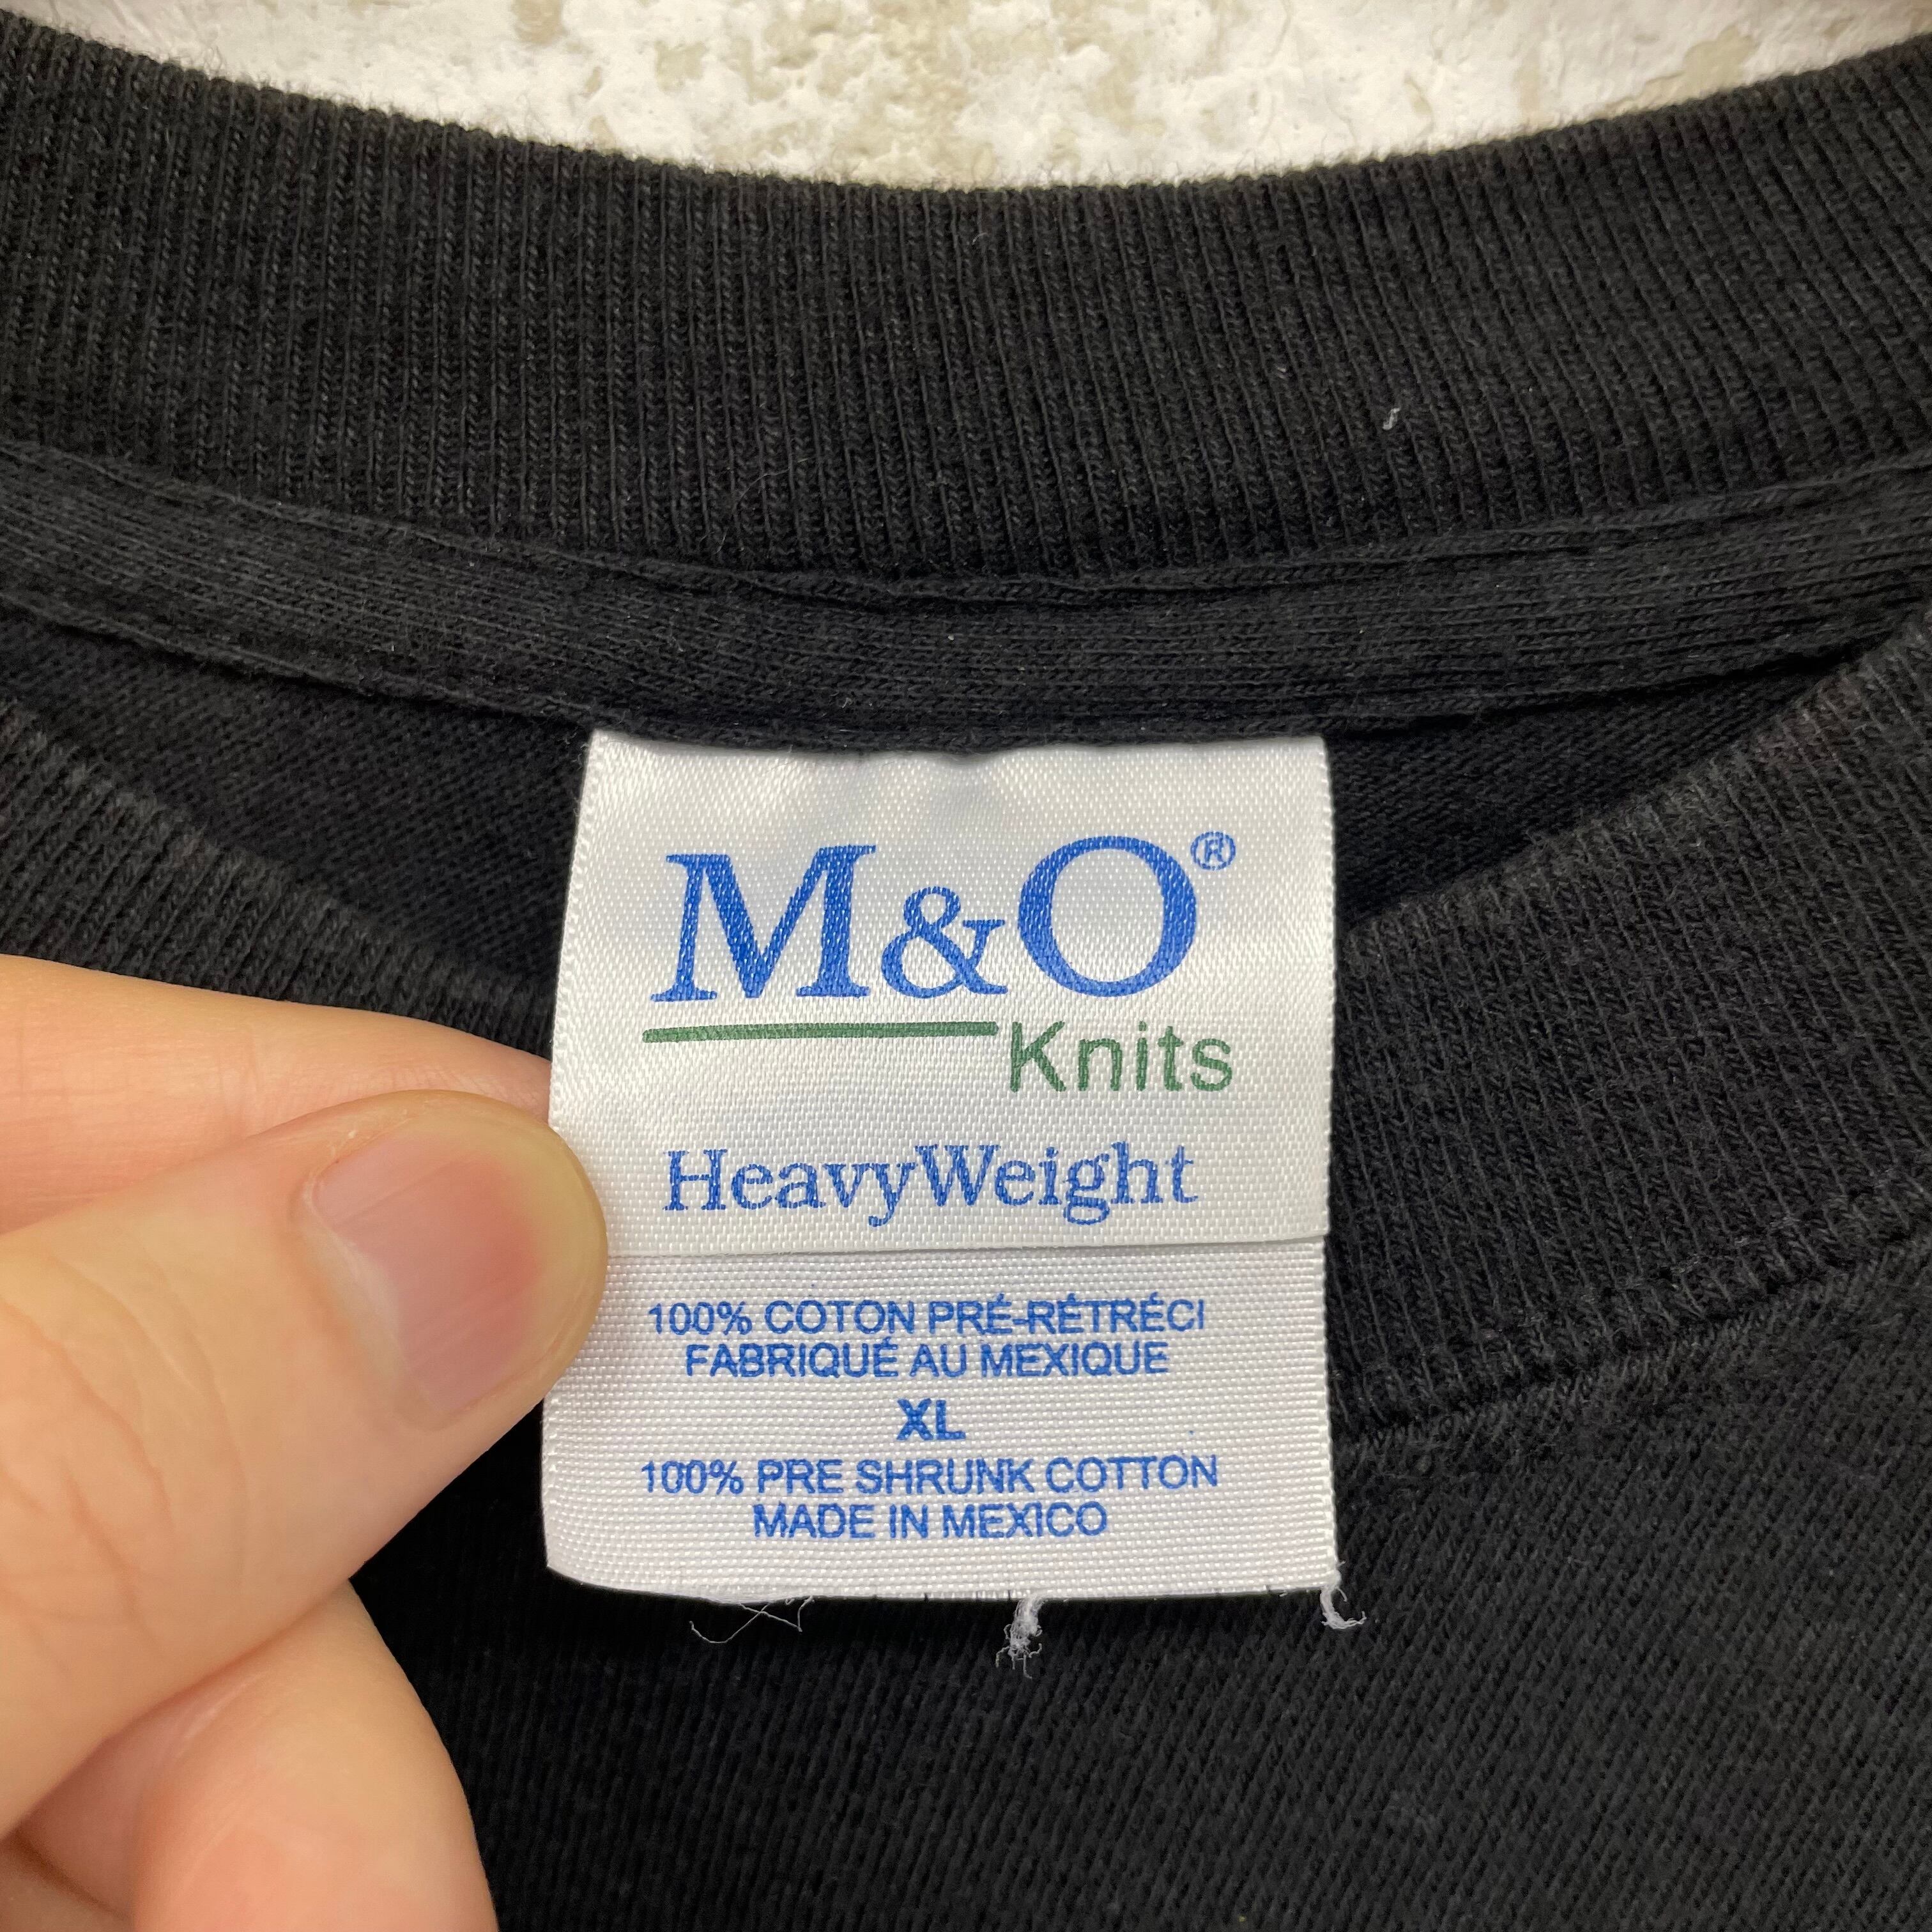 M&O®
Knits
HeavyWeight
100% COTON PRÉ-RÉTRÉCI
FABRIQUÉ AU MEXIQUE
XL
100% PRE SHRUNK COTTON
MADE IN MEXICO